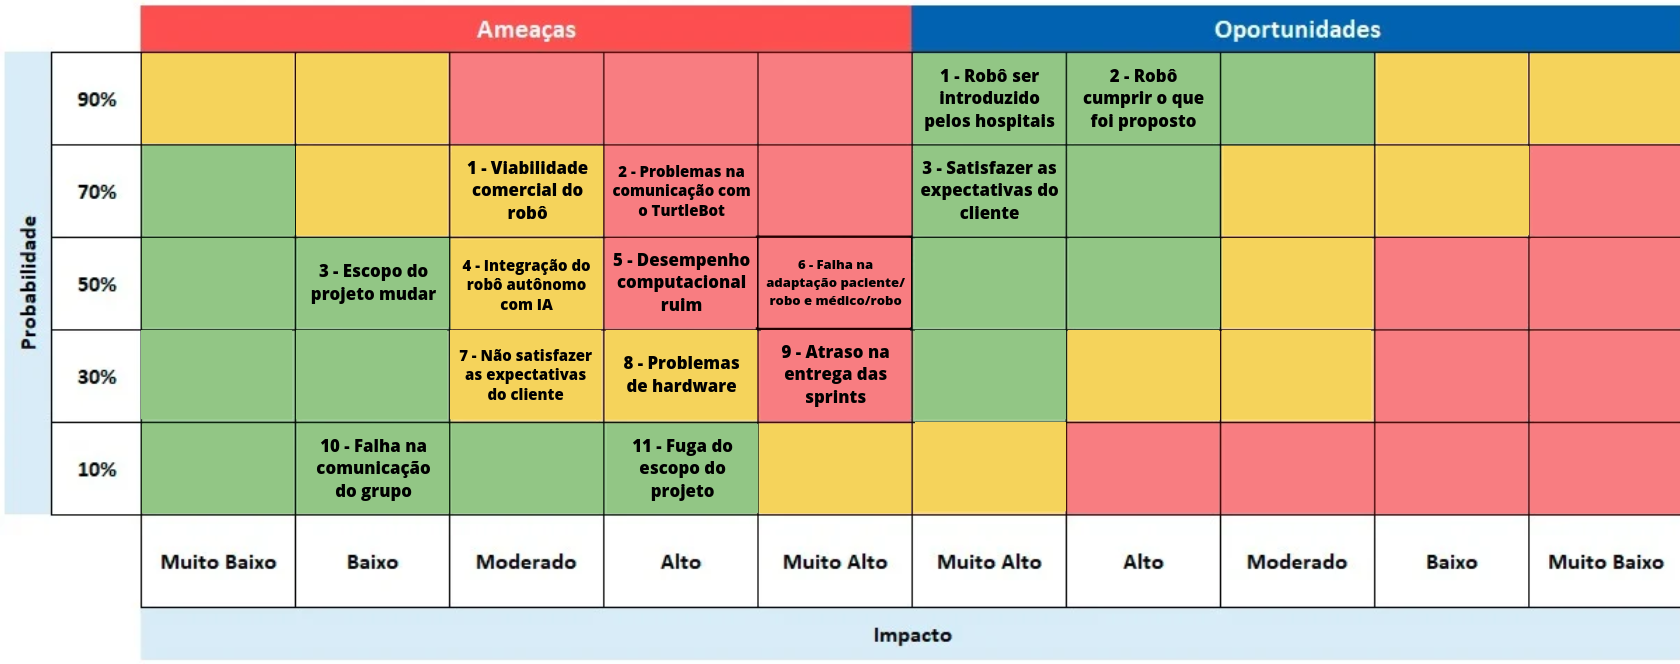 Ameaças
Oportunidades
Probabilidade
90%
1 - Robô ser
introduzido
pelos hospitais
2 - Robô
cumprir o que
foi proposto
70%
1 - Viabilidade
comercial do
robô
2 - Problemas na
comunicação com
o TurtleBot
3 - Satisfazer as
expectativas do
cliente
50%
3 - Escopo do
projeto mudar
4 - Integração do
robô autônomo
com IA
5 - Desempenho
computacional
ruim
6 - Falha na
adaptação paciente/
robo e médico/robo
30%
7 - Não satisfazer
as expectativas
do cliente
8 - Problemas
de hardware
9 - Atraso na
entrega das
sprints
10%
10 - Falha na
comunicação
do grupo
11 - Fuga do
escopo do
projeto
Muito Baixo
Baixo
Moderado
Alto
Muito Alto
Muito Alto
Alto
Moderado
Baixo
Muito Baixo
Impacto